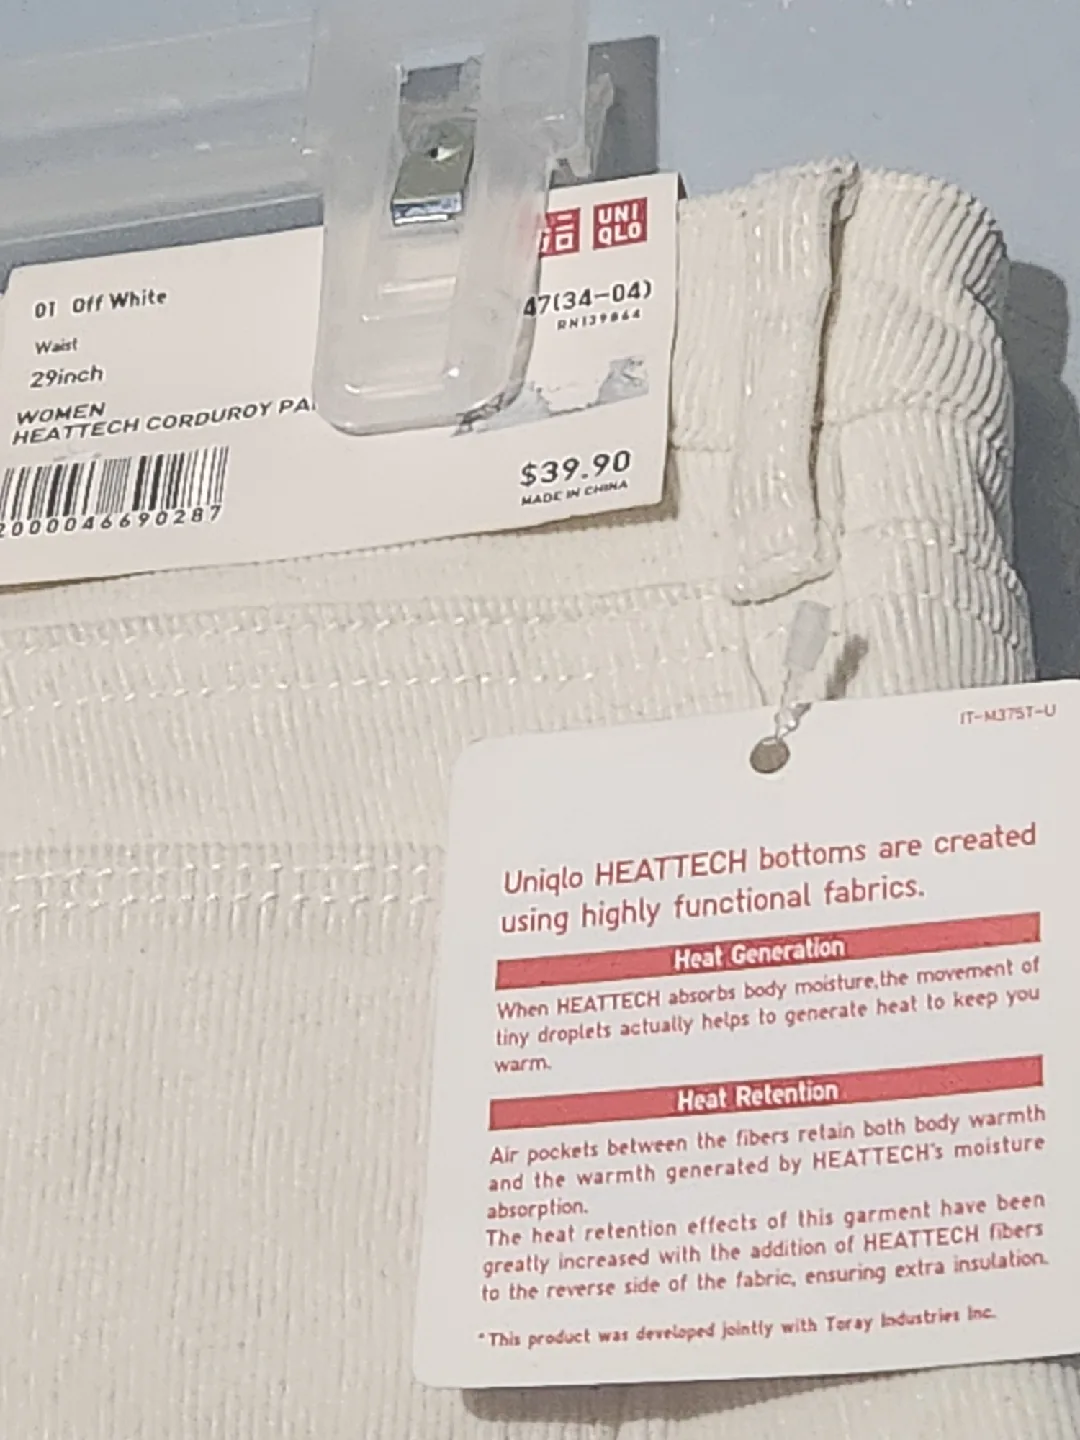 01 Off White
Waist
29inch
WOMEN
HEATTECH CORDUROY PA
2000046690287
UNI
QLO
47(34-04)
RN139864
$39.90
MADE IN CHINA
IT-M375T-U
Uniqlo HEATTECH bottoms are created
using highly functional fabrics.
Heat Generation
When HEATTECH absorbs body moisture,the movement of
tiny droplets actually helps to generate heat to keep you
warm.
Heat Retention
Air pockets between the fibers retain both body warmth
and the warmth generated by HEATTECH's moisture
absorption.
The heat retention effects of this garment have been
greatly increased with the addition of HEATTECH fibers
to the reverse side of the fabric, ensuring extra insulation.
*This product was developed jointly with Toray Industries Inc.